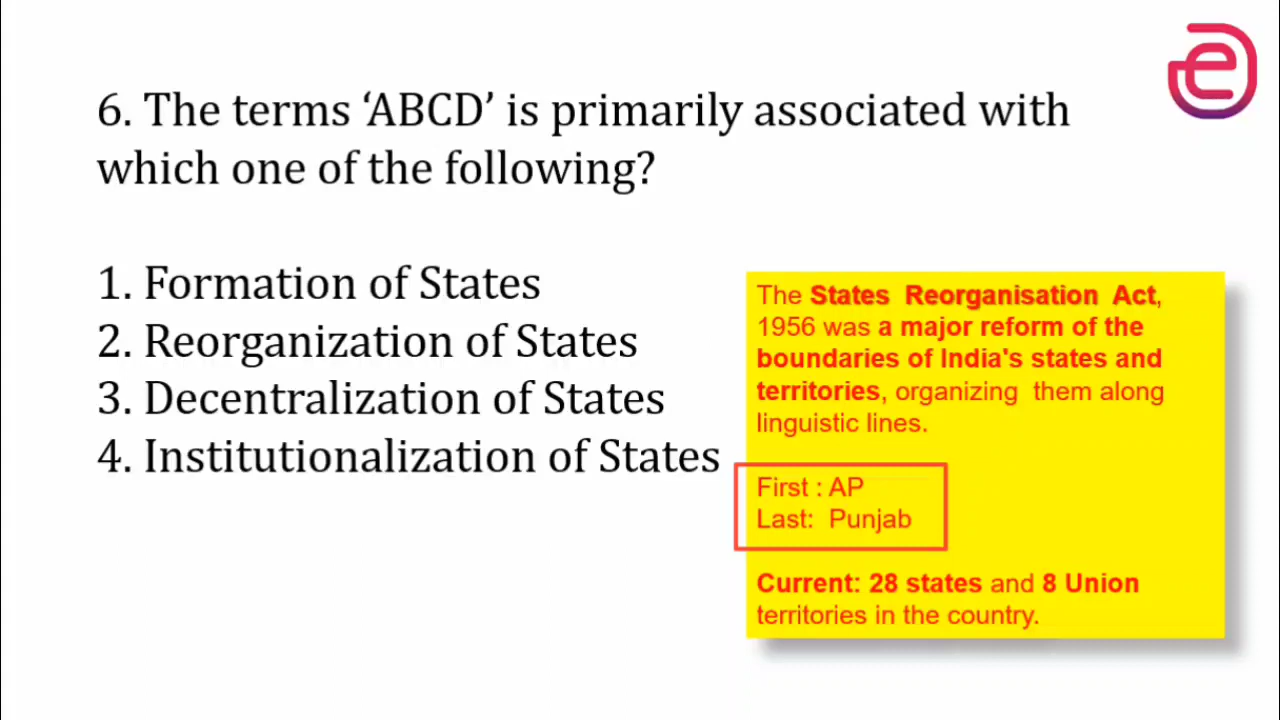 6. The terms ‘ABCD’ is primarily associated with
which one of the following?
1. Formation of States
2. Reorganization of States
3. Decentralization of States
4. Institutionalization of States
The States Reorganisation Act,
1956 was a major reform of the
boundaries of India's states and
territories, organizing them along
linguistic lines.
First : AP
Last: Punjab
Current: 28 states and 8 Union
territories in the country.